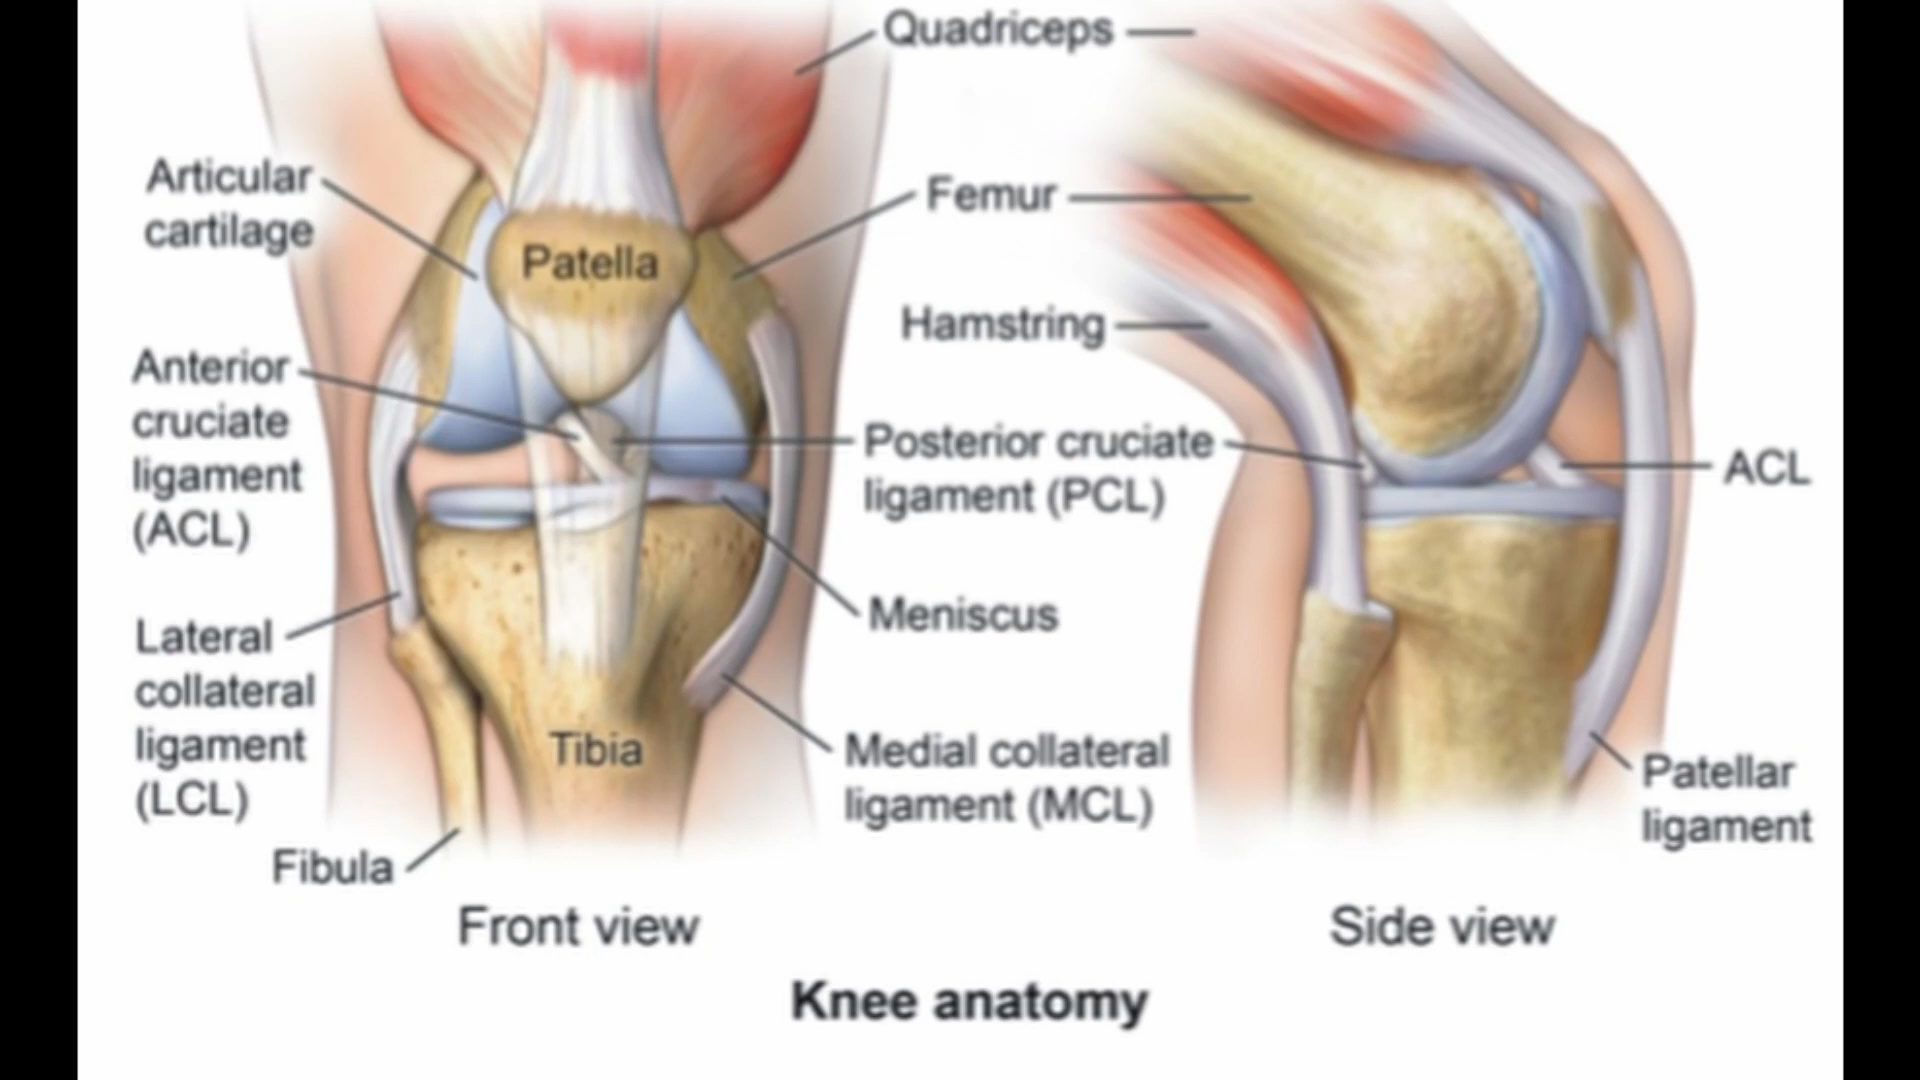 Quadriceps
Articular
cartilage
Patella
Femur
Hamstring
Anterior
cruciate
ligament
(ACL)
Posterior cruciate
ligament (PCL)
ACL
Meniscus
Lateral
collateral
ligament
(LCL)
Tibia
Medial collateral
ligament (MCL)
Patellar
ligament
Fibula
Front view
Side view
Knee anatomy